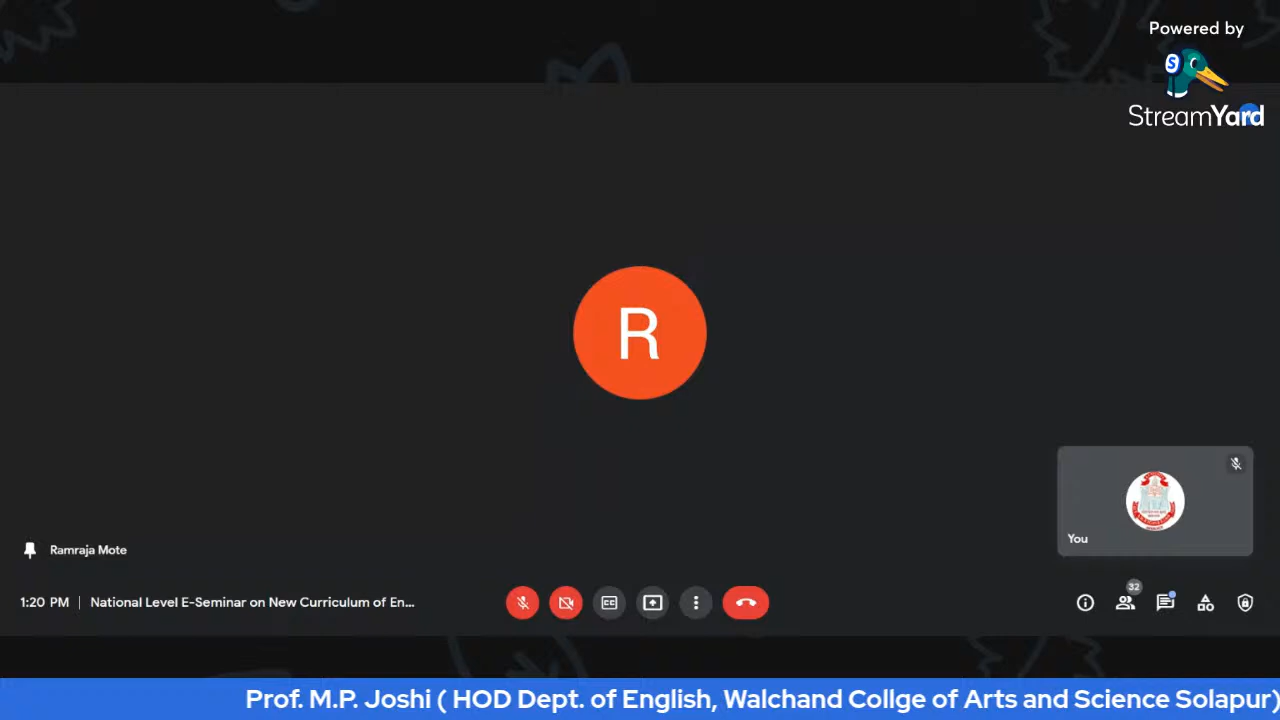 Powered by
S
StreamYard
R
You
Ramraja Mote
32
1:20 PM | National Level E-Seminar on New Curriculum of En...
CC
Prof. M.P. Joshi ( HOD Dept. of English, Walchand Collge of Arts and Science Solapur)